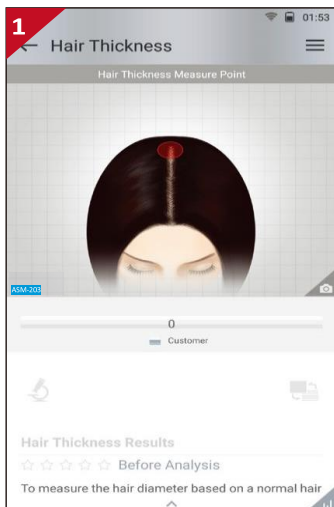 1
01:53
Hair Thickness
Hair Thickness Measure Point
ASM-203
0
Customer
Hair Thickness Results
Before Analysis
To measure the hair diameter based on a normal hair